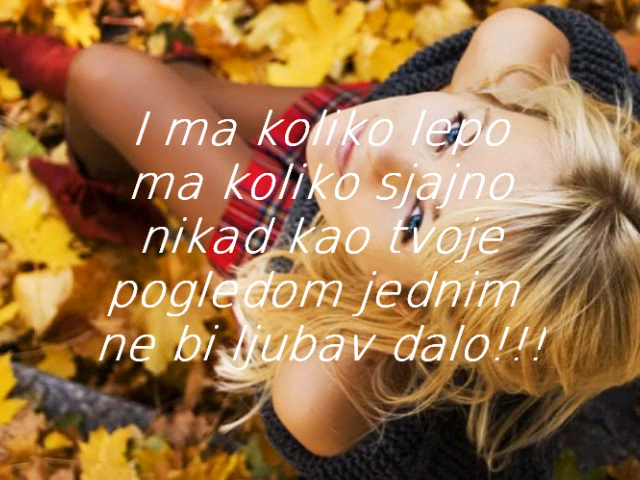 I ma koliko lepo
ma koliko sjajno
nikad kao tvoje
pogledom jednim
ne bi ljubav dalo!!!